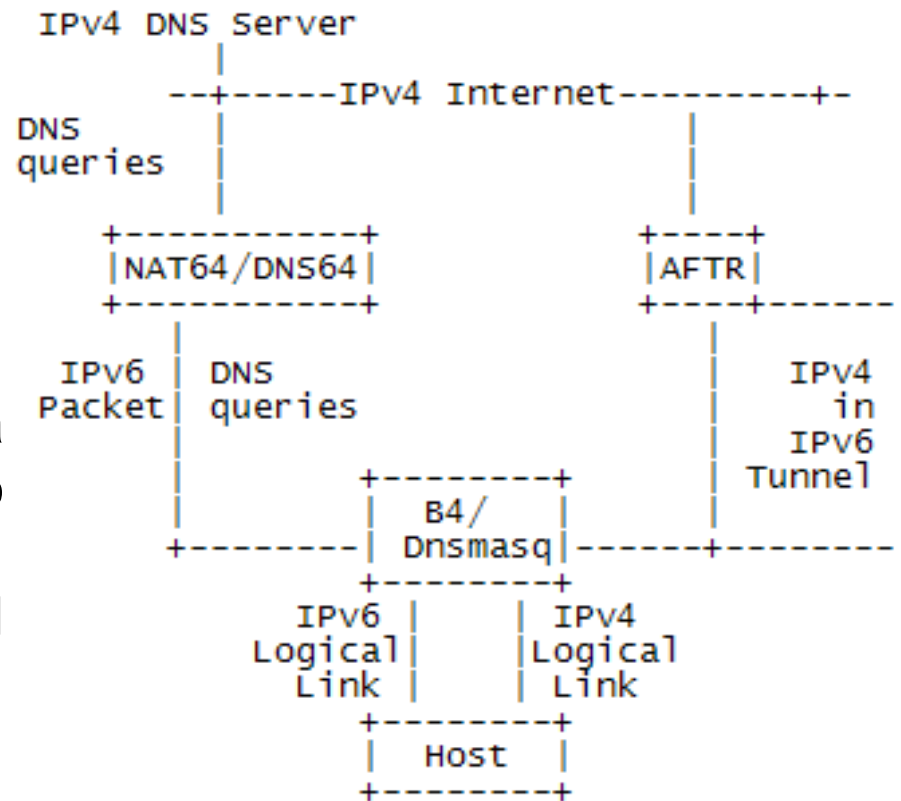 IPv4 DNS Server
IPv4 Internet
DNS
queries
NAT64/DNS64
AFTR
IPv6
Packet
DNS
queries
IPv4
in
IPv6
Tunnel
B4/
Dnsmasq
IPv6
Logical
Link
IPv4
Logical
Link
Host